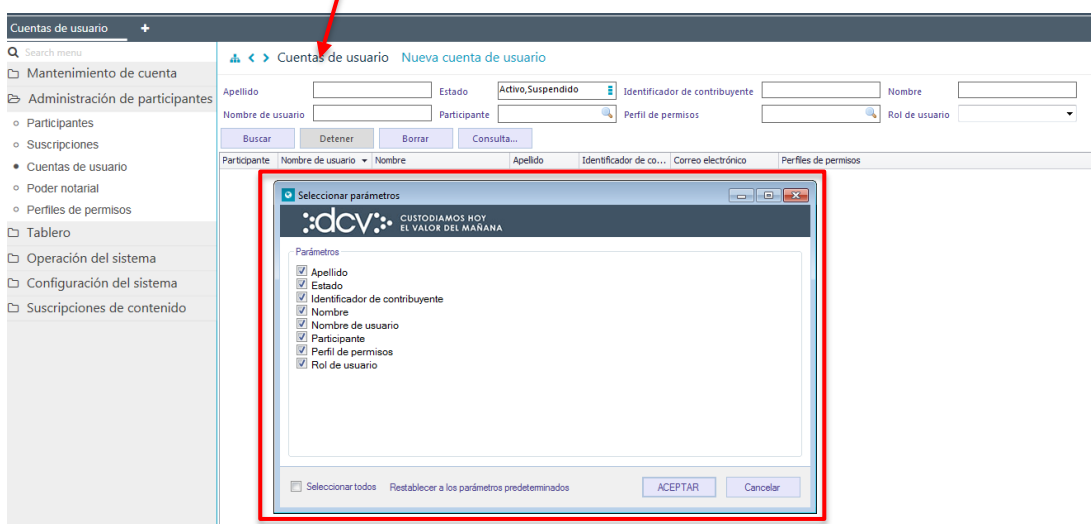 Cuentas de usuario +
Search menu
Mantenimiento de cuenta
Administración de participantes
Participantes
Suscripciones
Cuentas de usuario
Poder notarial
Perfiles de permisos
Tablero
Operación del sistema
Configuración del sistema
Suscripciones de contenido
Cuentas de usuario Nueva cuenta de usuario
Apellido Estado Activo,Suspendido Identificador de contribuyente Nombre
Nombre de usuario Participante Perfil de permisos Rol de usuario
Buscar Detener Borrar Consulta...
Participante Nombre de usuario Nombre Apellido Identificador de co... Correo electrónico Perfiles de permisos
Seleccionar parámetros
dcv CUSTODIAMOS HOY
EL VALOR DEL MAÑANA
Parámetros
Apellido
Estado
Identificador de contribuyente
Nombre
Nombre de usuario
Participante
Perfil de permisos
Rol de usuario
Seleccionar todos Restablecer a los parámetros predeterminados ACEPTAR Cancelar